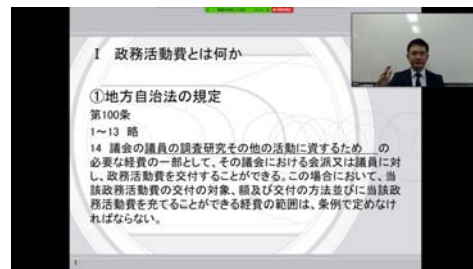 Ⅰ　政務活動費とは何か
①地方自治法の規定
第100条
1～13　略
14　議会の議員の調査研究その他の活動に資するため　の
必要な経費の一部として、その議会における会派又は議員に対
し、政務活動費を交付することができる。この場合において、当
該政務活動費の交付の対象、額及び交付の方法並びに当該政
務活動費を充てることができる経費の範囲は、条例で定めなけ
ればならない。
1